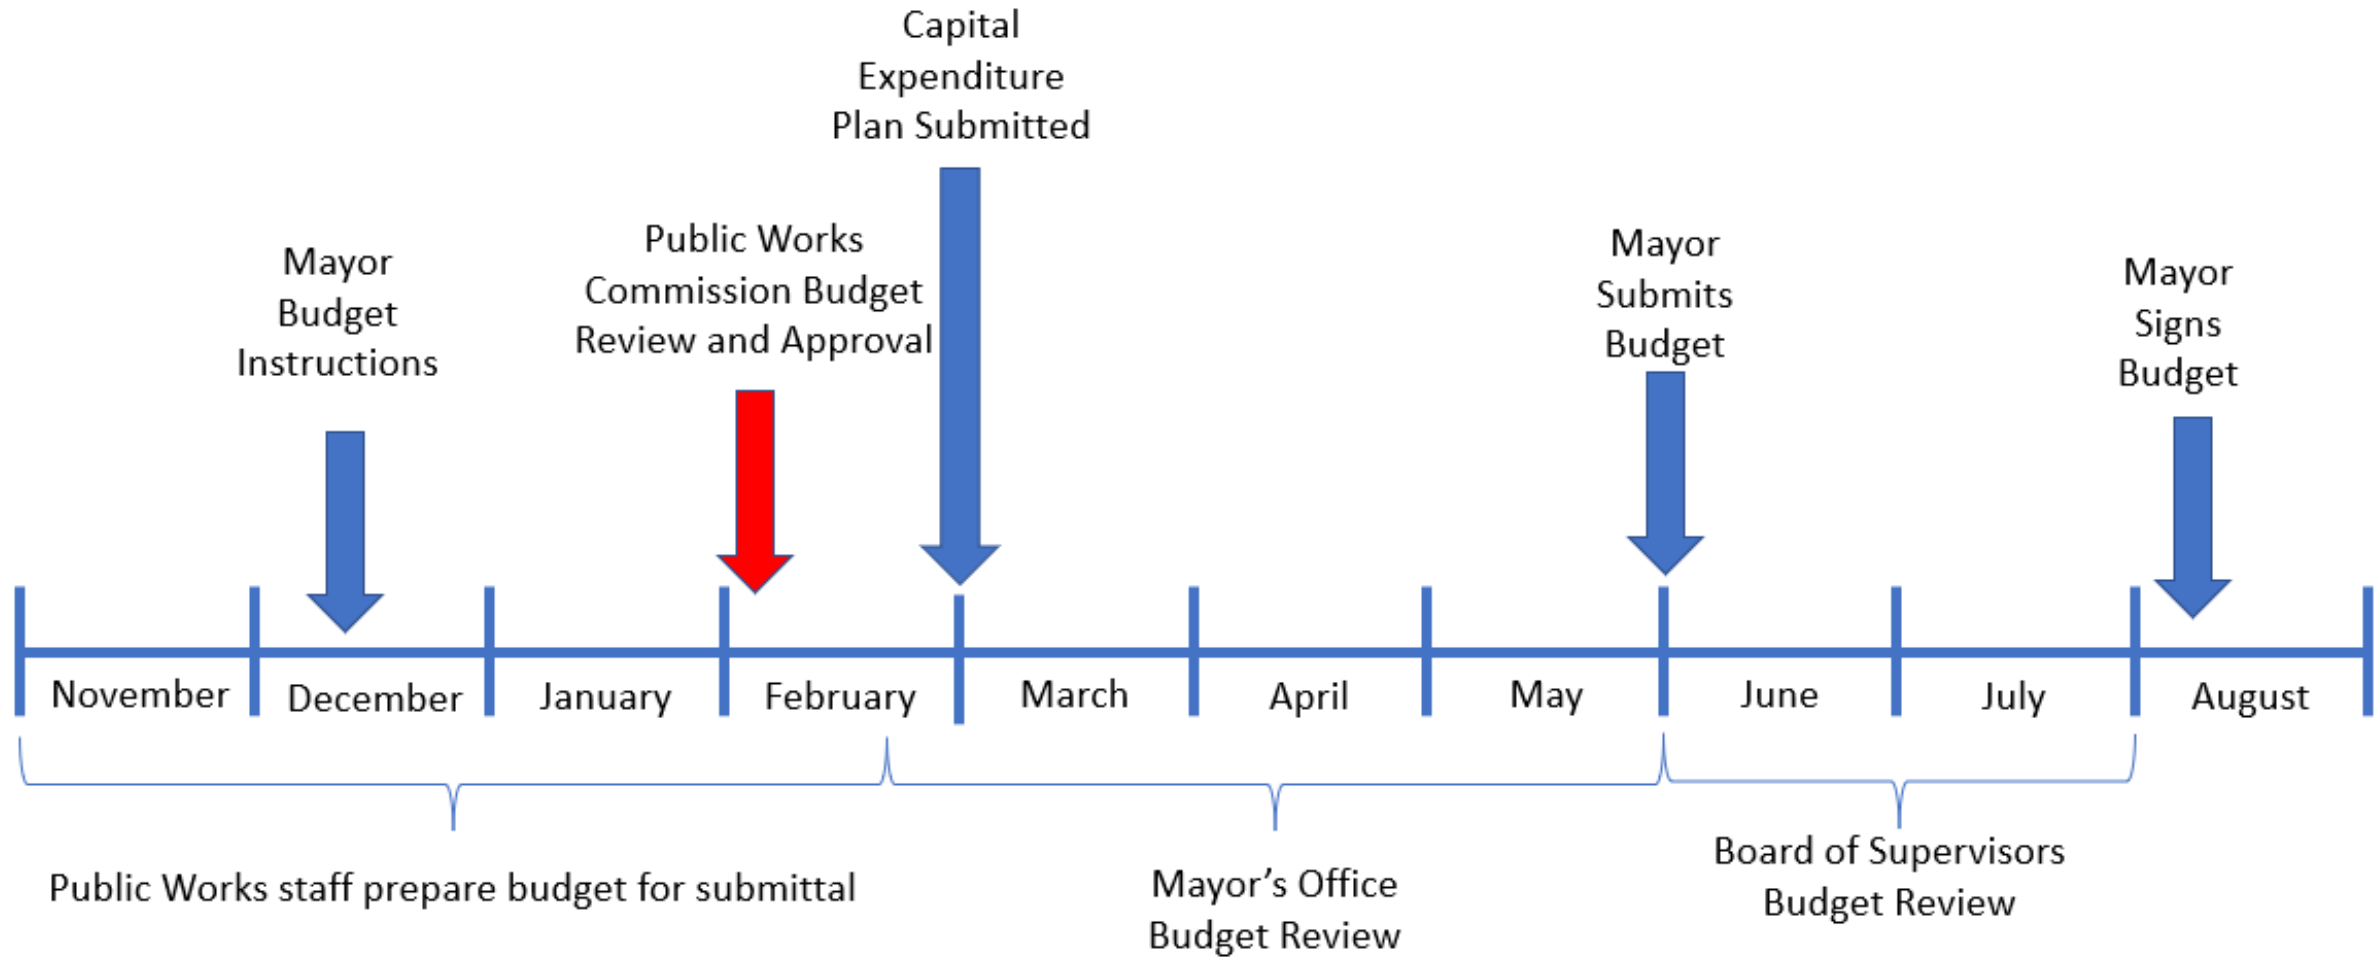 Capital
Expenditure
Plan Submitted
Mayor
Budget
Instructions
Public Works
Commission Budget
Review and Approval
Mayor
Submits
Budget
Mayor
Signs
Budget
November
December
January
February
March
April
May
June
July
August
Public Works staff prepare budget for submittal
Mayor’s Office
Budget Review
Board of Supervisors
Budget Review